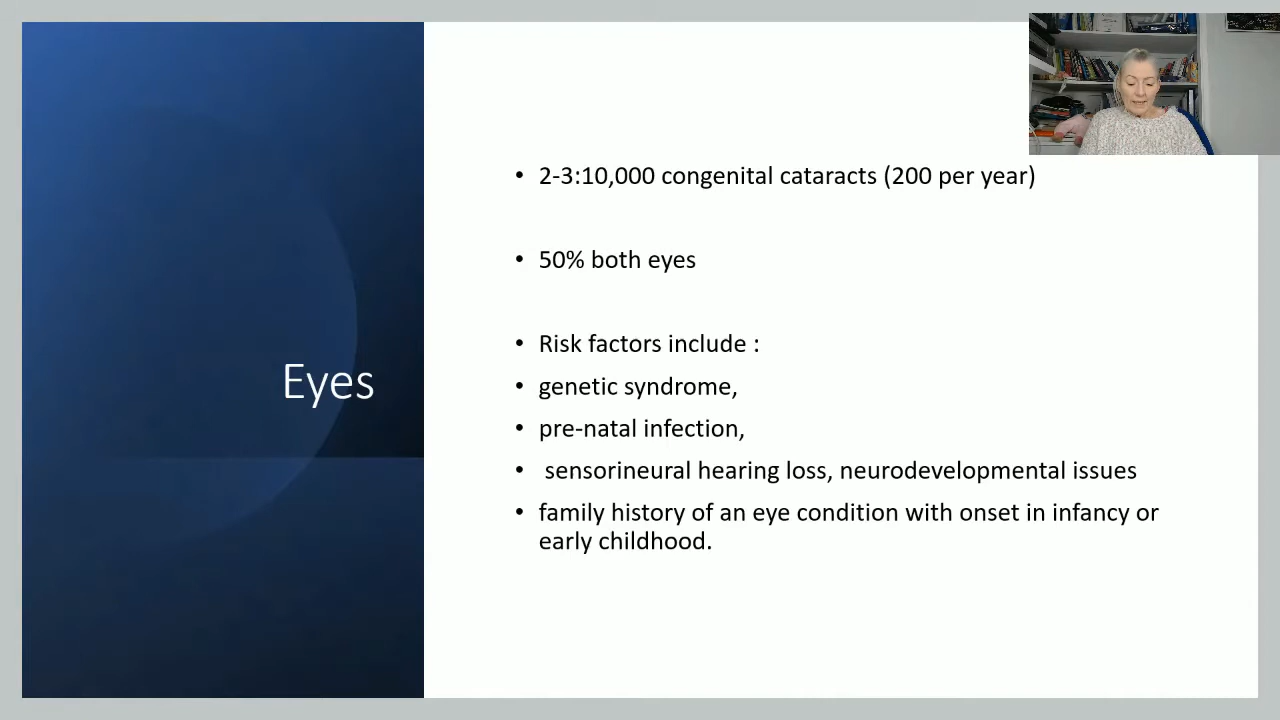 Eyes
• 2-3:10,000 congenital cataracts (200 per year)
• 50% both eyes
• Risk factors include :
• genetic syndrome,
• pre-natal infection,
• sensorineural hearing loss, neurodevelopmental issues
• family history of an eye condition with onset in infancy or
early childhood.